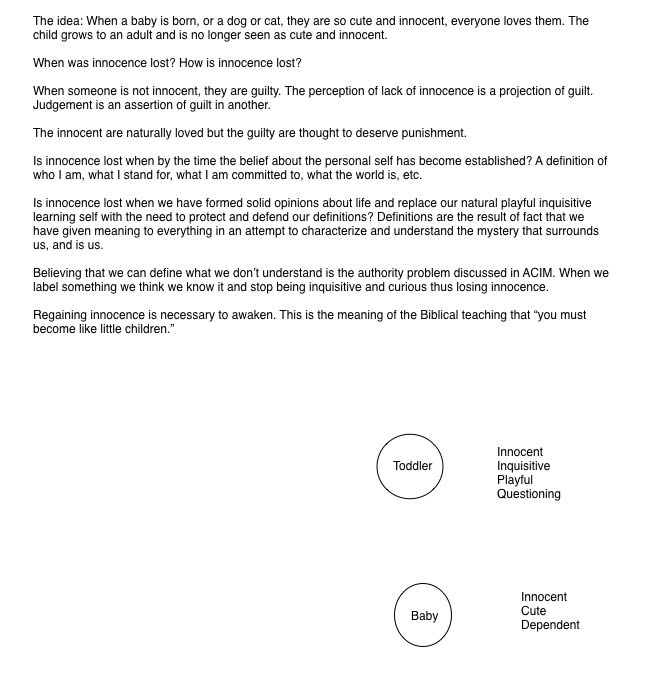 The idea: When a baby is born, or a dog or cat, they are so cute and innocent, everyone loves them. The
child grows to an adult and is no longer seen as cute and innocent.
When was innocence lost? How is innocence lost?
When someone is not innocent, they are guilty. The perception of lack of innocence is a projection of guilt.
Judgement is an assertion of guilt in another.
The innocent are naturally loved but the guilty are thought to deserve punishment.
Is innocence lost when by the time the belief about the personal self has become established? A definition of
who I am, what I stand for, what I am committed to, what the world is, etc.
Is innocence lost when we have formed solid opinions about life and replace our natural playful inquisitive
learning self with the need to protect and defend our definitions? Definitions are the result of fact that we
have given meaning to everything in an attempt to characterize and understand the mystery that surrounds
us, and is us.
Believing that we can define what we don’t understand is the authority problem discussed in ACIM. When we
label something we think we know it and stop being inquisitive and curious thus losing innocence.
Regaining innocence is necessary to awaken. This is the meaning of the Biblical teaching that “you must
become like little children.”
Toddler
Innocent
Inquisitive
Playful
Questioning
Baby
Innocent
Cute
Dependent